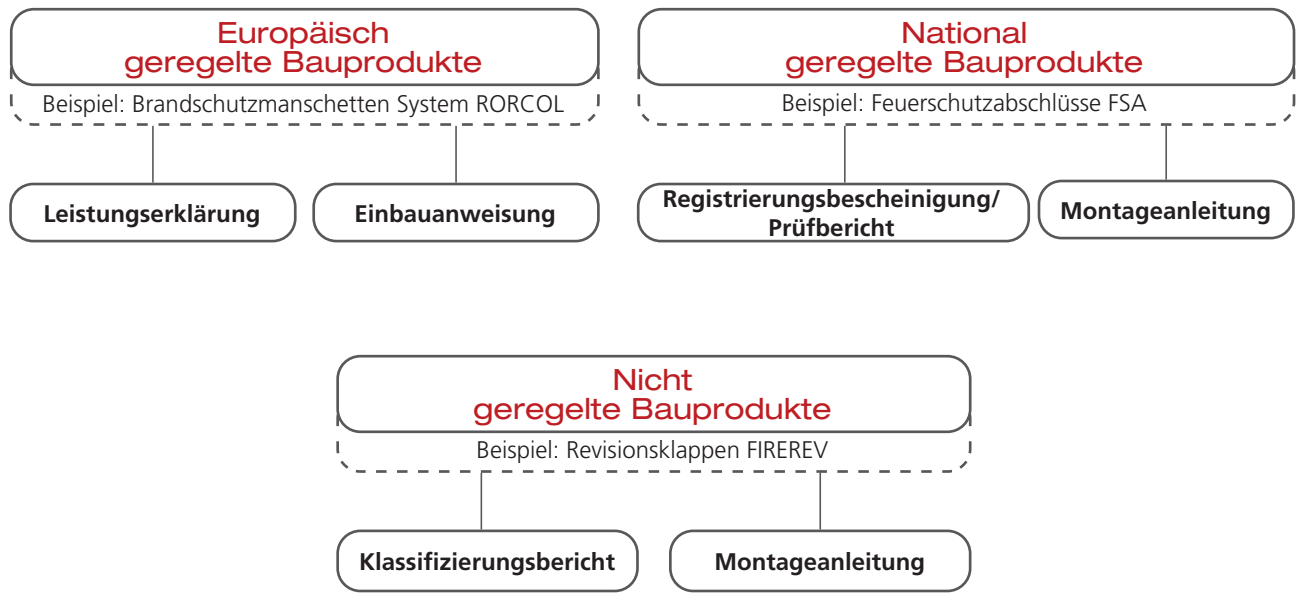 Europäisch
geregelte Bauprodukte
Beispiel: Brandschutzmanschetten System RORCOL
Leistungserklärung
Einbauanweisung
National
geregelte Bauprodukte
Beispiel: Feuerschutzabschlüsse FSA
Registrierungsbescheinigung/
Prüfbericht
Montageanleitung
Nicht
geregelte Bauprodukte
Beispiel: Revisionsklappen FIREREV
Klassifizierungsbericht
Montageanleitung